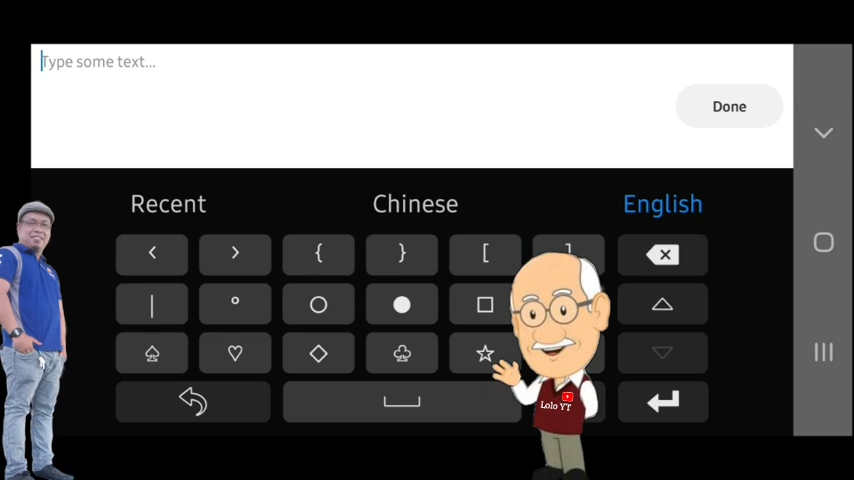 Type some text...
Done
Recent Chinese English
< > { } [ ]
| ° ○ ● □
♤ ♡ ◇ ♧ ☆
Lolo YT